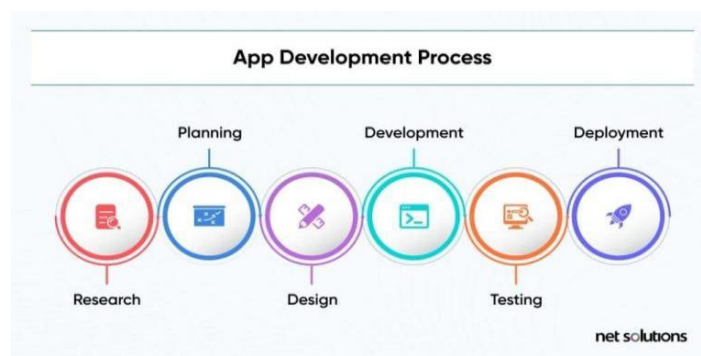 App Development Process
Planning
Development
Deployment
Research
Design
Testing
net solutions